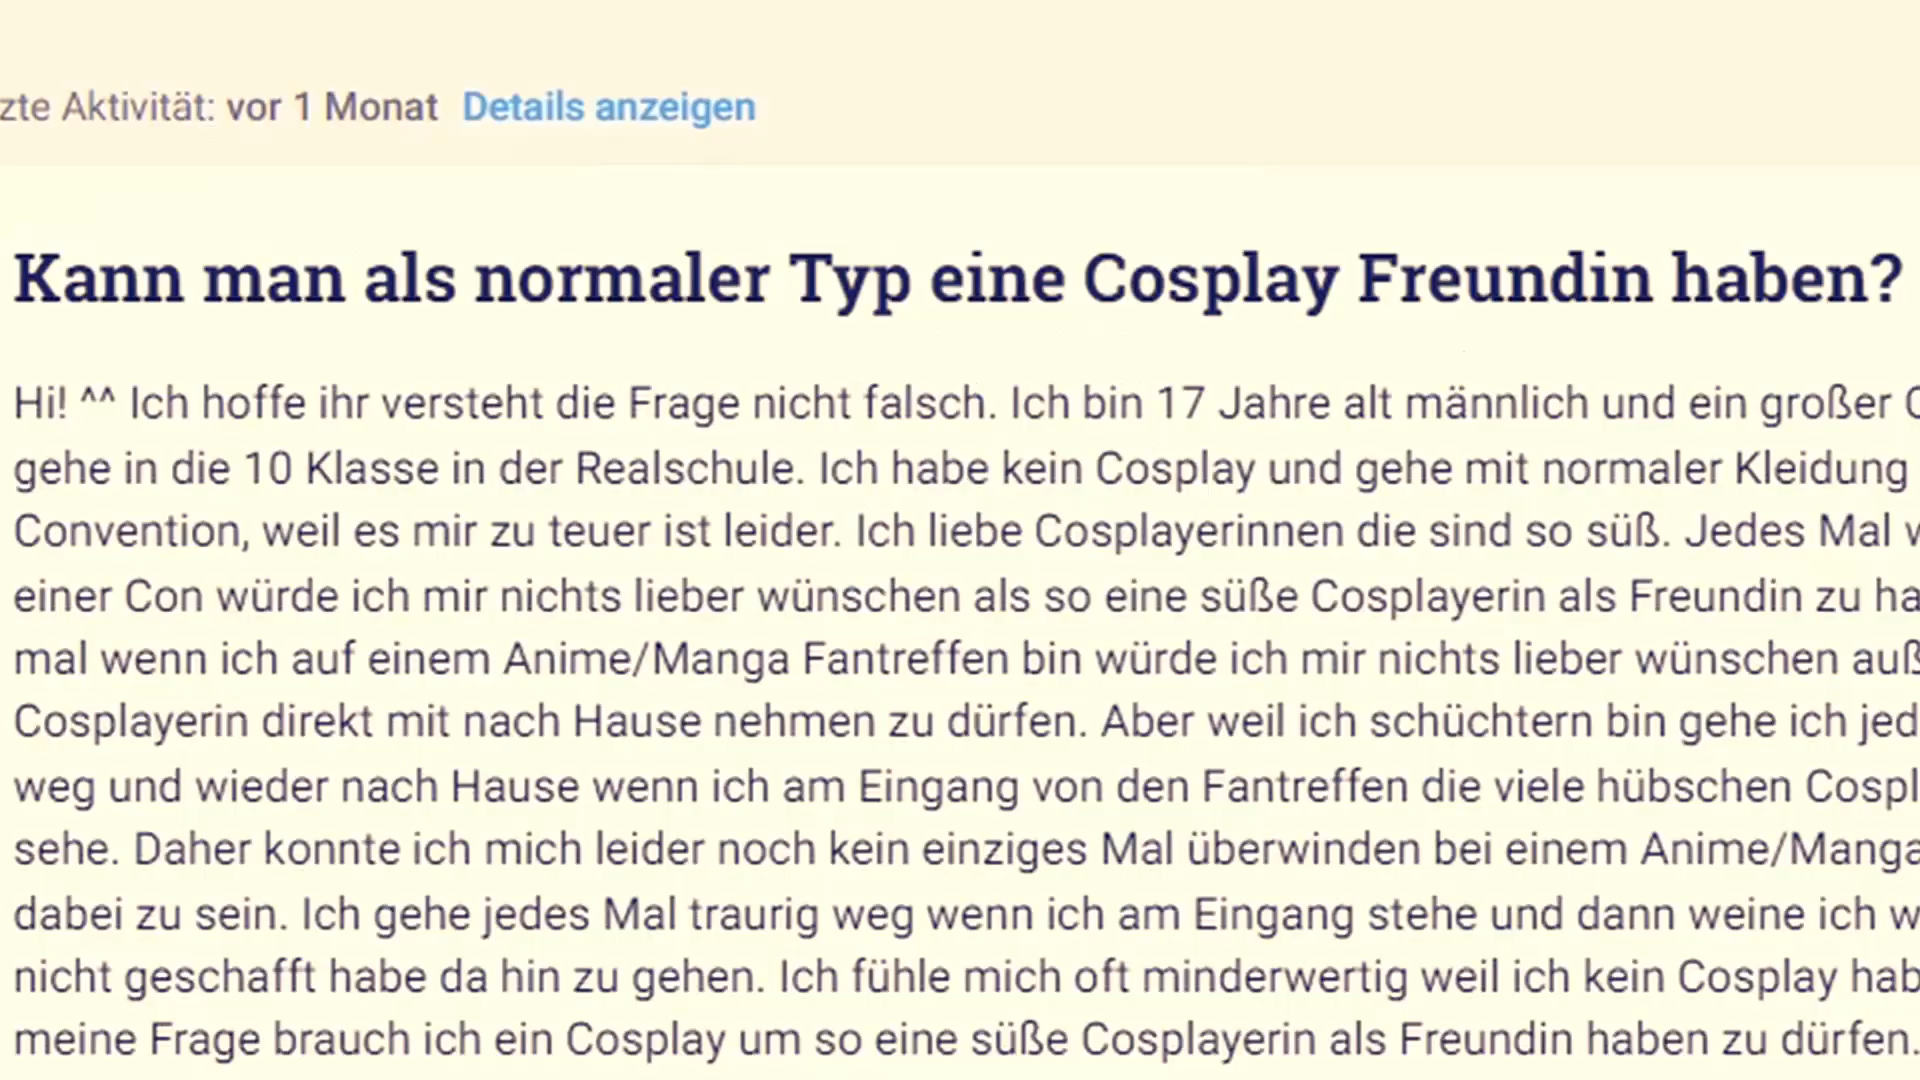 zte Aktivität: vor 1 Monat Details anzeigen
Kann man als normaler Typ eine Cosplay Freundin haben?
Hi! ^^ Ich hoffe ihr versteht die Frage nicht falsch. Ich bin 17 Jahre alt männlich und ein großer
gehe in die 10 Klasse in der Realschule. Ich habe kein Cosplay und gehe mit normaler Kleidung
Convention, weil es mir zu teuer ist leider. Ich liebe Cosplayerinnen die sind so süß. Jedes Mal
einer Con würde ich mir nichts lieber wünschen als so eine süße Cosplayerin als Freundin zu ha
mal wenn ich auf einem Anime/Manga Fantreffen bin würde ich mir nichts lieber wünschen auß
Cosplayerin direkt mit nach Hause nehmen zu dürfen. Aber weil ich schüchtern bin gehe ich jed
weg und wieder nach Hause wenn ich am Eingang von den Fantreffen die viele hübschen Cospl
sehe. Daher konnte ich mich leider noch kein einziges Mal überwinden bei einem Anime/Manga
dabei zu sein. Ich gehe jedes Mal traurig weg wenn ich am Eingang stehe und dann weine ich w
nicht geschafft habe da hin zu gehen. Ich fühle mich oft minderwertig weil ich kein Cosplay hab
meine Frage brauch ich ein Cosplay um so eine süße Cosplayerin als Freundin haben zu dürfen.